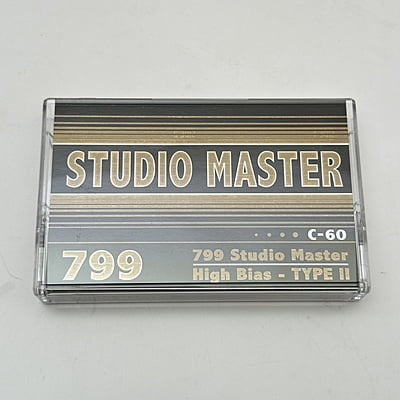 STUDIO MASTER
C-60
799
799 Studio Master
High Bias - TYPE II